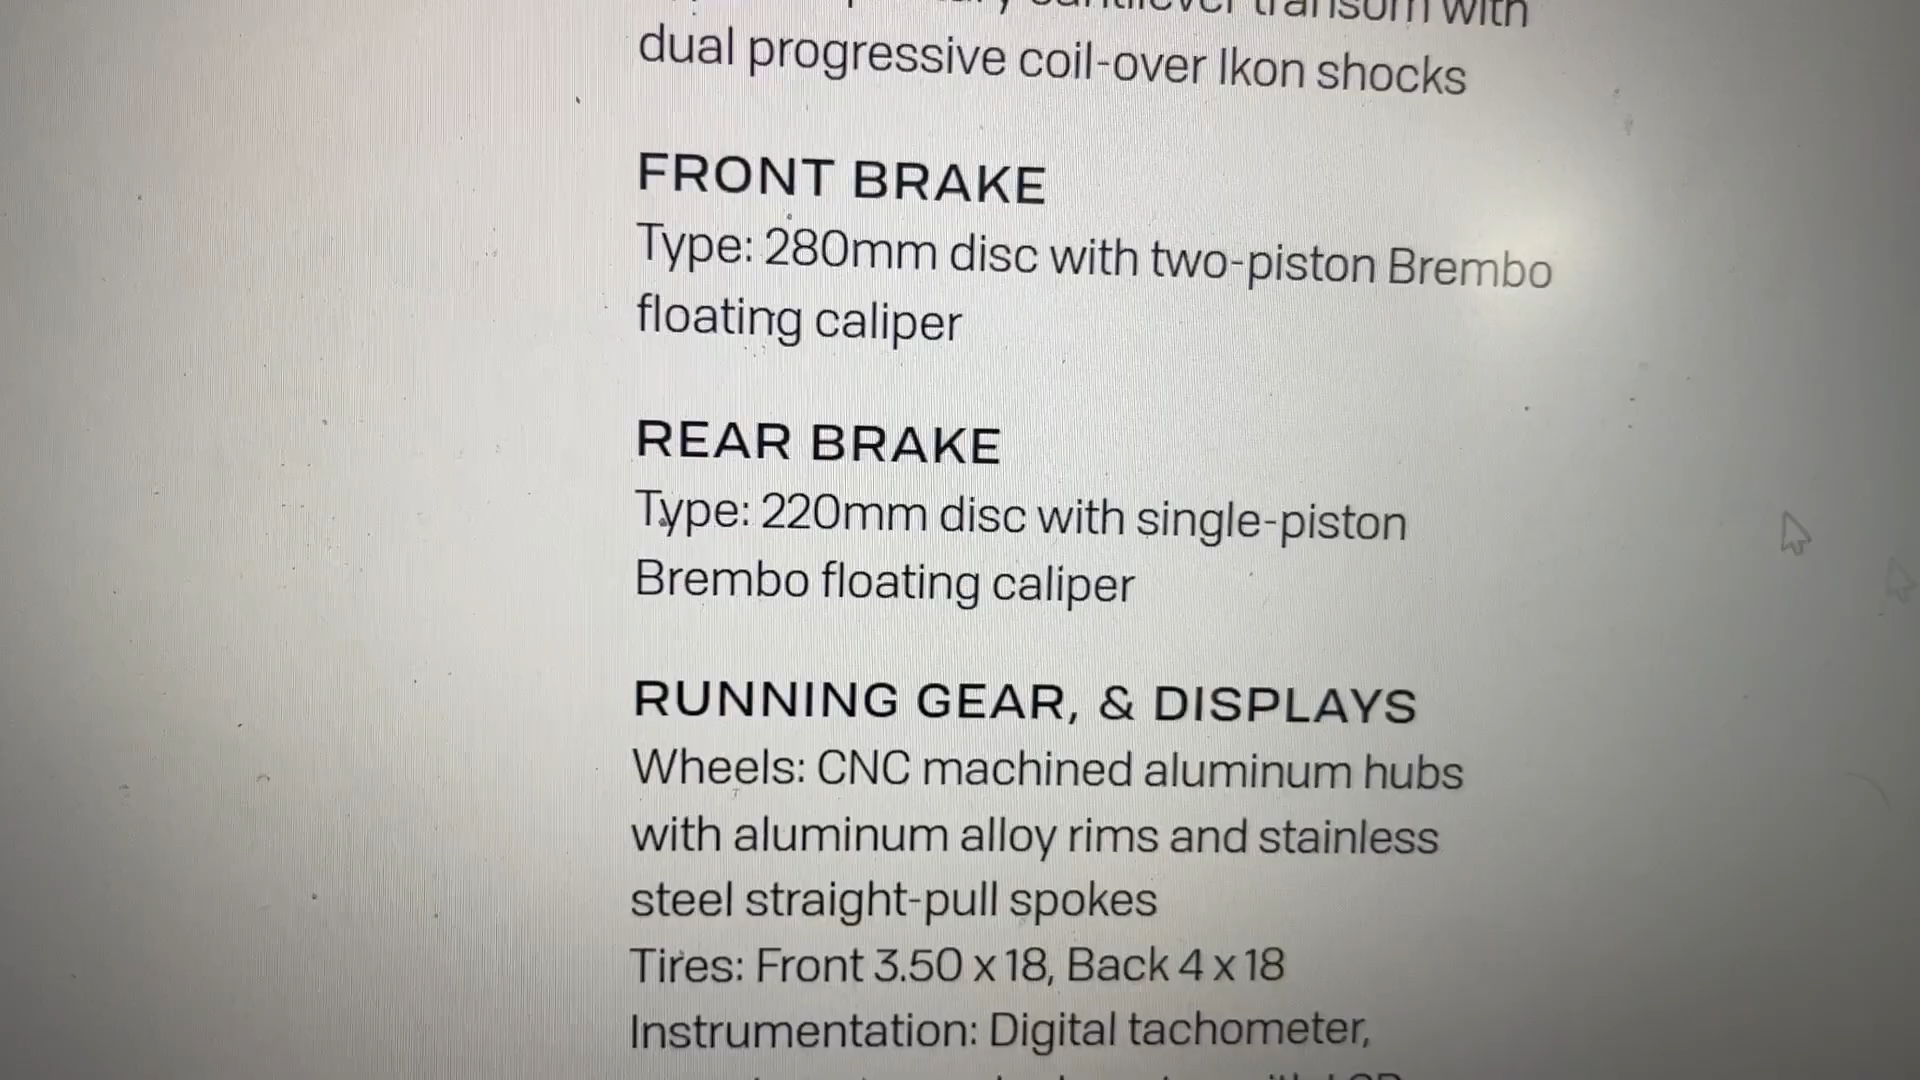 cantilever transom with
dual progressive coil-over Ikon shocks
FRONT BRAKE
Type: 280mm disc with two-piston Brembo
floating caliper
REAR BRAKE
Type: 220mm disc with single-piston
Brembo floating caliper
RUNNING GEAR, & DISPLAYS
Wheels: CNC machined aluminum hubs
with aluminum alloy rims and stainless
steel straight-pull spokes
Tires: Front 3.50 x 18, Back 4 x 18
Instrumentation: Digital tachometer,